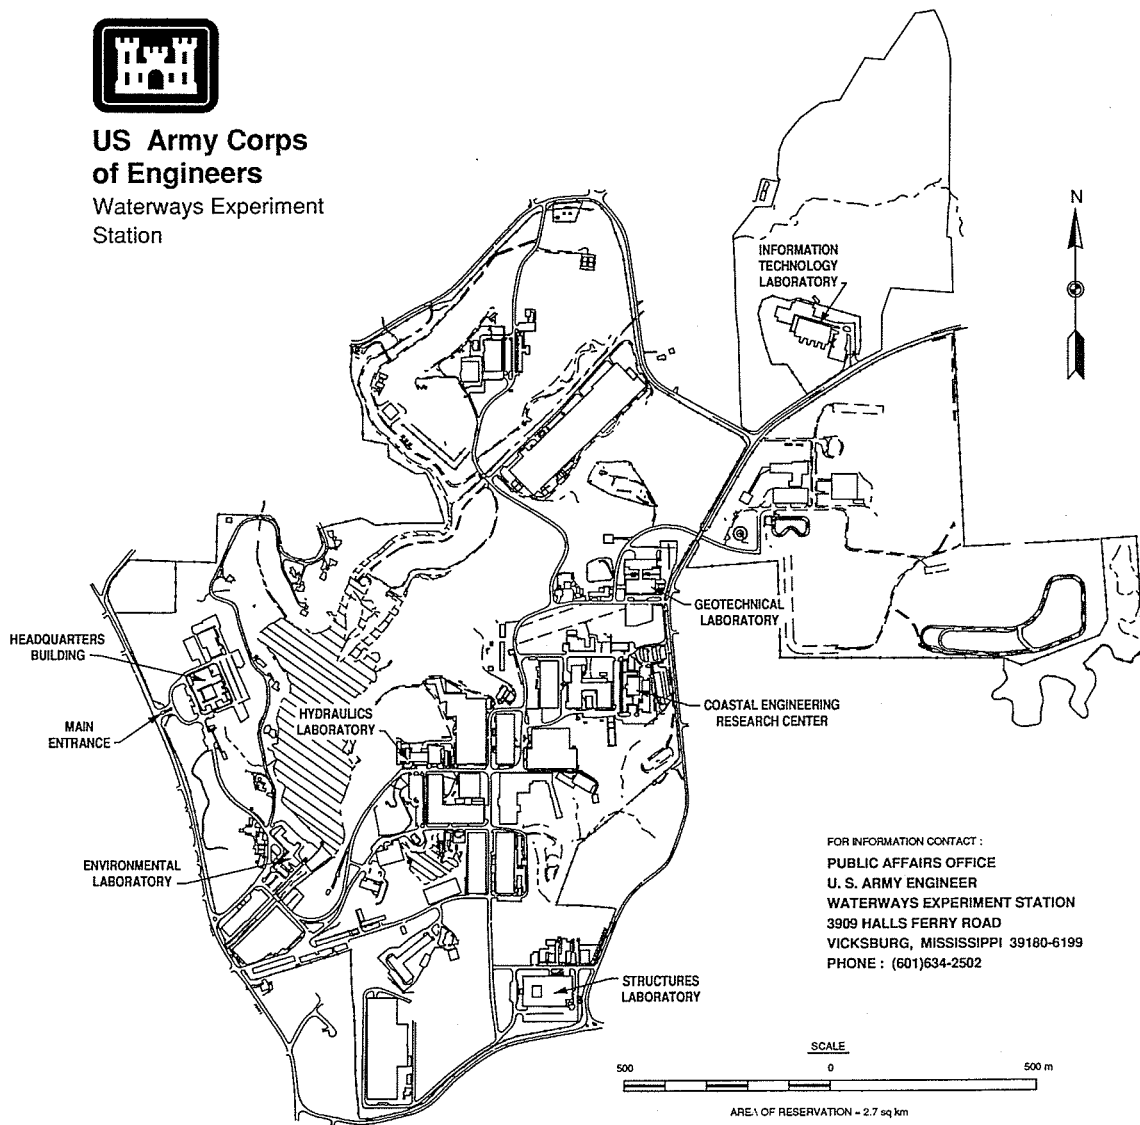 US Army Corps
of Engineers
Waterways Experiment
Station
N
INFORMATION
TECHNOLOGY
LABORATORY
GEOTECHNICAL
LABORATORY
HEADQUARTERS
BUILDING
MAIN
ENTRANCE
HYDRAULICS
LABORATORY
COASTAL ENGINEERING
RESEARCH CENTER
ENVIRONMENTAL
LABORATORY
STRUCTURES
LABORATORY
FOR INFORMATION CONTACT :
PUBLIC AFFAIRS OFFICE
U. S. ARMY ENGINEER
WATERWAYS EXPERIMENT STATION
3909 HALLS FERRY ROAD
VICKSBURG, MISSISSIPPI 39180-6199
PHONE : (601)634-2502
SCALE
500 0 500 m
AREA OF RESERVATION = 2.7 sq km